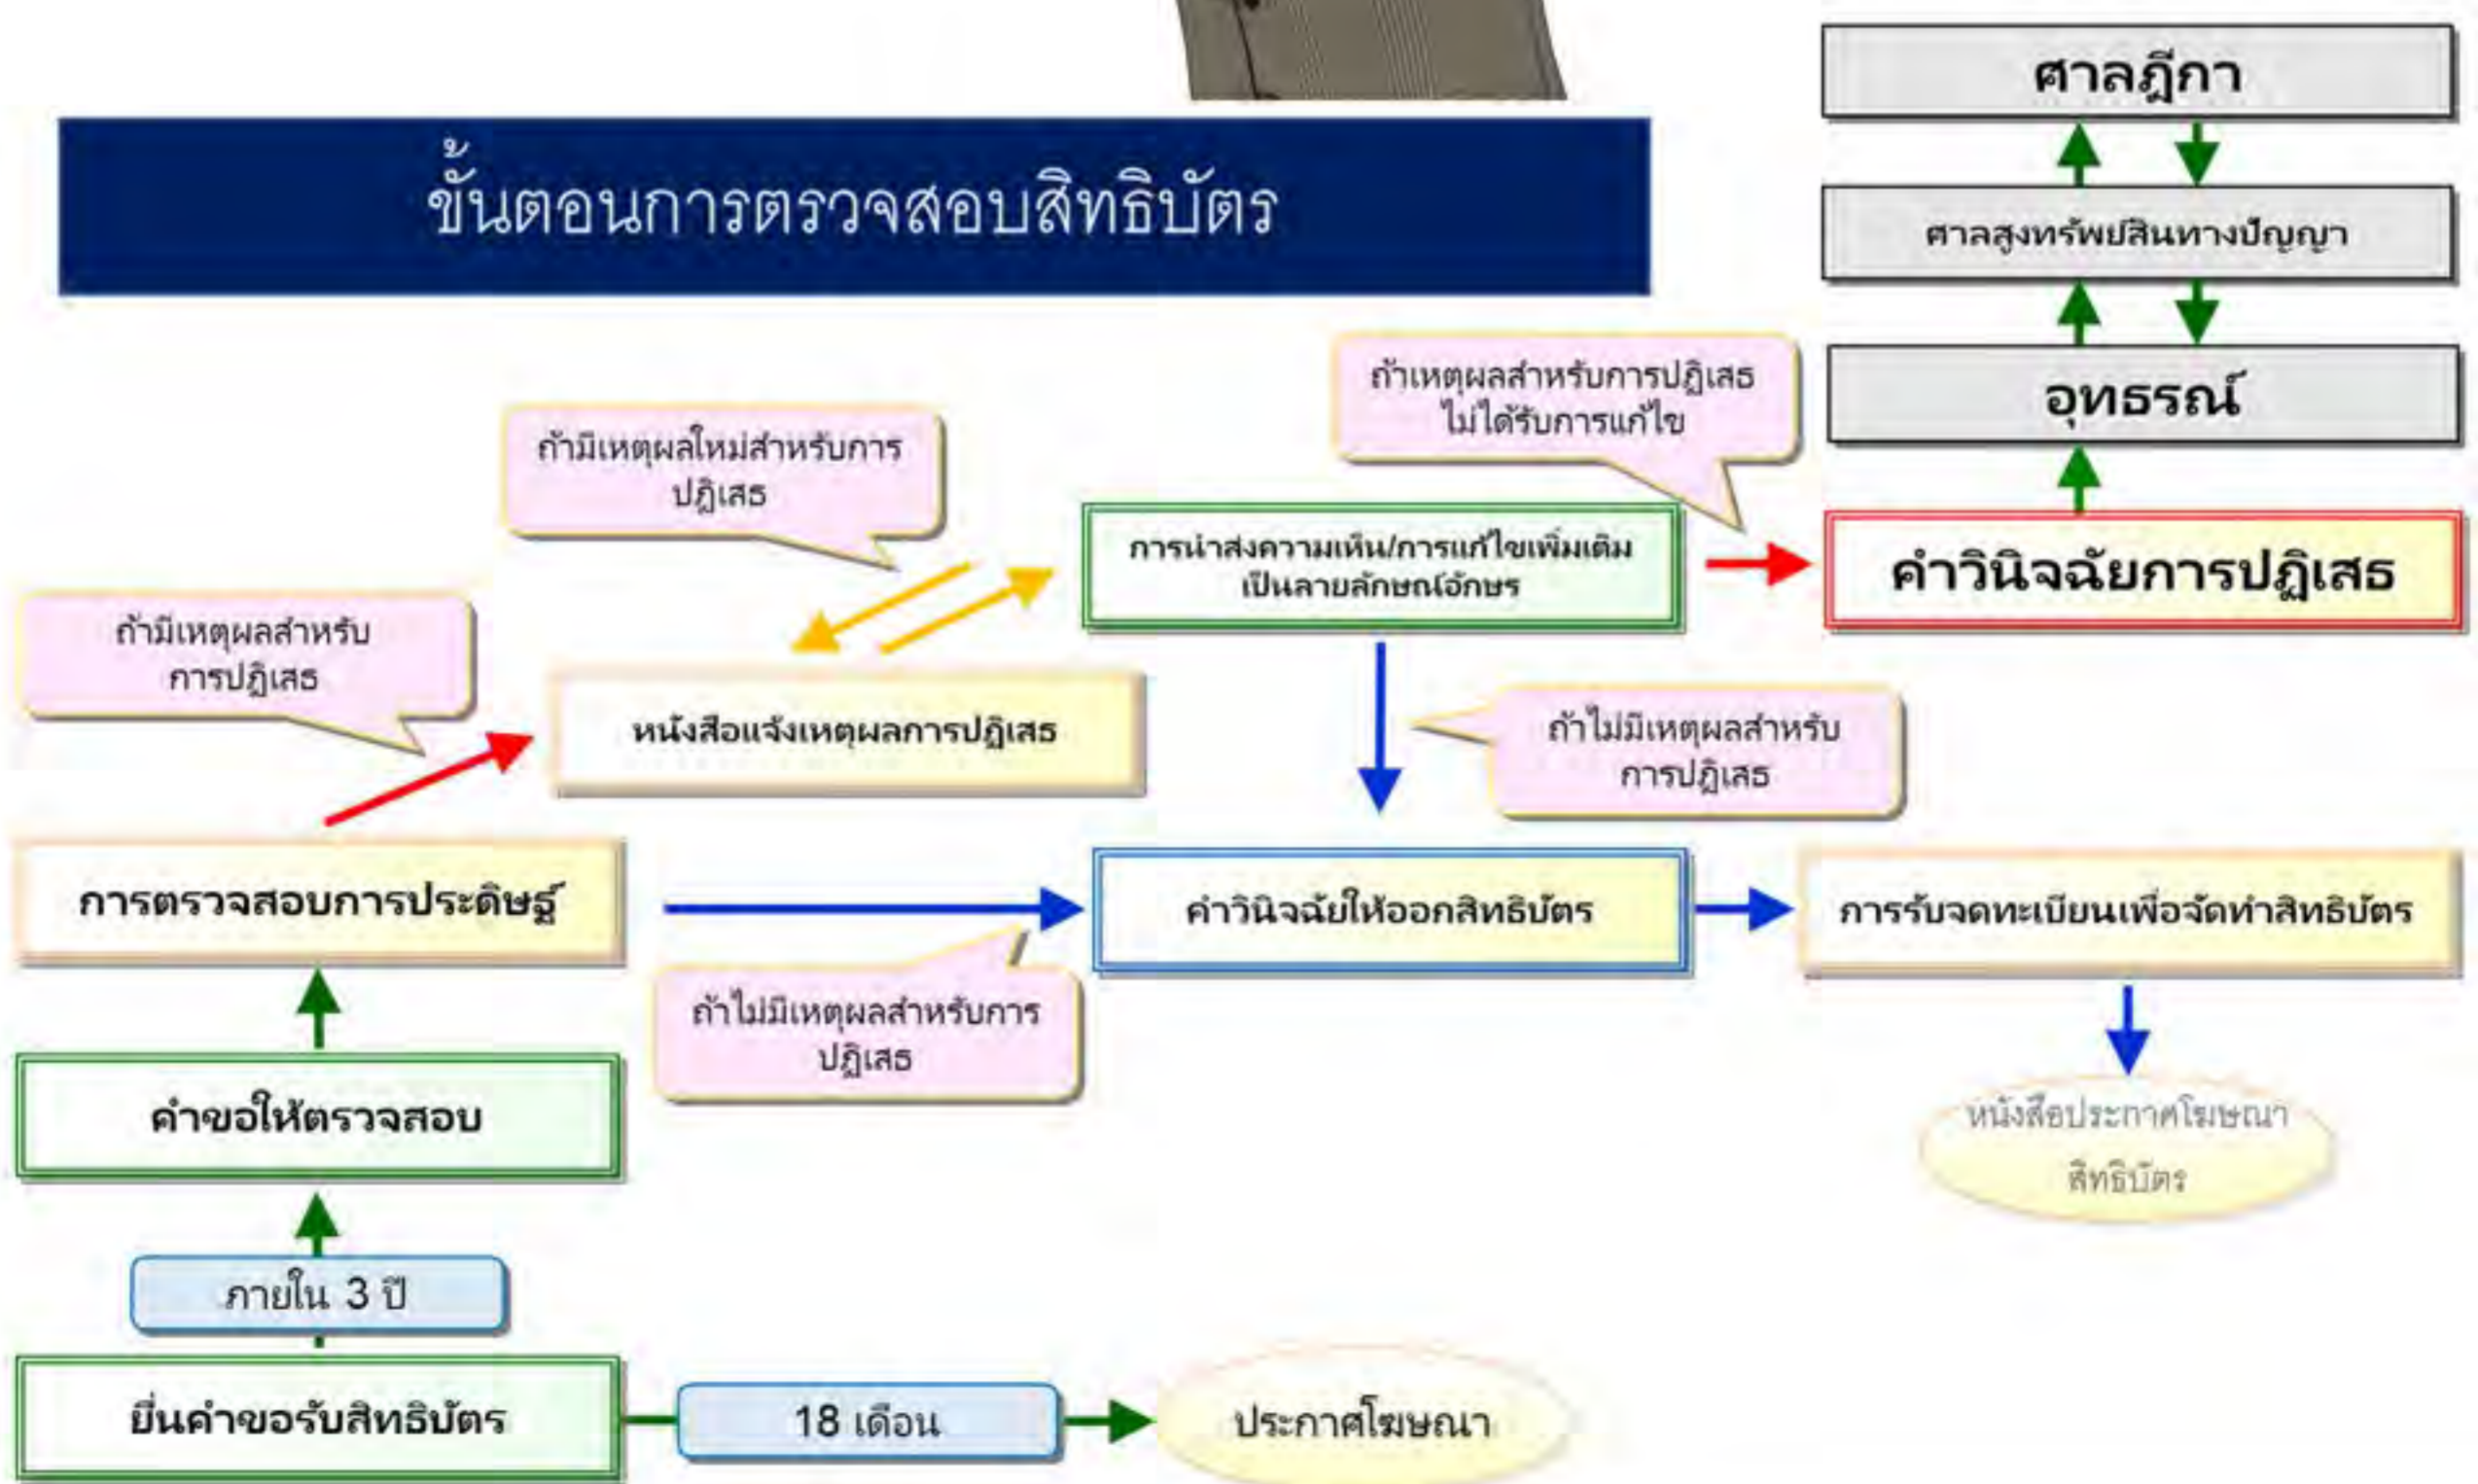 ศาลฎีกา
ขั้นตอนการตรวจสอบสิทธิบัตร
ศาลสูงทรัพย์สินทางปัญญา
อุทธรณ์
ถ้าเหตุผลสำหรับการปฏิเสธ
ไม่ได้รับการแก้ไข
ถ้ามีเหตุผลใหม่สำหรับการ
ปฏิเสธ
การนำส่งความเห็น/การแก้ไขเพิ่มเติม
เป็นลายลักษณ์อักษร
คำวินิจฉัยการปฏิเสธ
ถ้ามีเหตุผลสำหรับ
การปฏิเสธ
หนังสือแจ้งเหตุผลการปฏิเสธ
ถ้าไม่มีเหตุผลสำหรับ
การปฏิเสธ
การตรวจสอบการประดิษฐ์
คำวินิจฉัยให้ออกสิทธิบัตร
การรับจดทะเบียนเพื่อจัดทำสิทธิบัตร
ถ้าไม่มีเหตุผลสำหรับการ
ปฏิเสธ
คำขอให้ตรวจสอบ
หนังสือประกาศโฆษณา
สิทธิบัตร
ภายใน 3 ปี
ยื่นคำขอรับสิทธิบัตร
18 เดือน
ประกาศโฆษณา